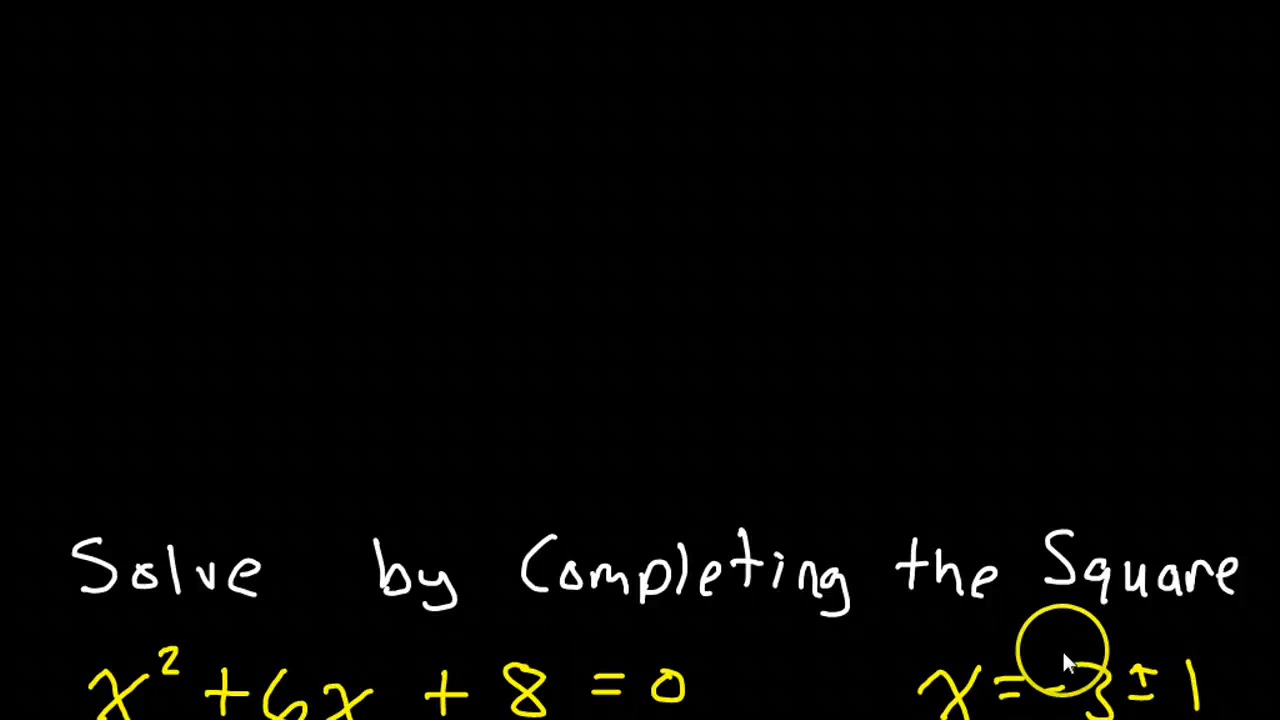 Solve by Completing the Square
x² + 6x + 8 = 0 x = -3 ± 1